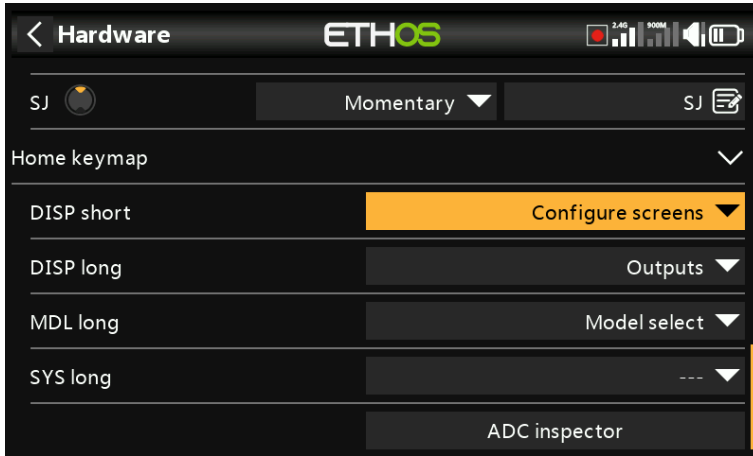 Hardware ETHOS 2.4G 900M
SJ Momentary SJ
Home keymap
DISP short Configure screens
DISP long Outputs
MDL long Model select
SYS long ---
ADC inspector